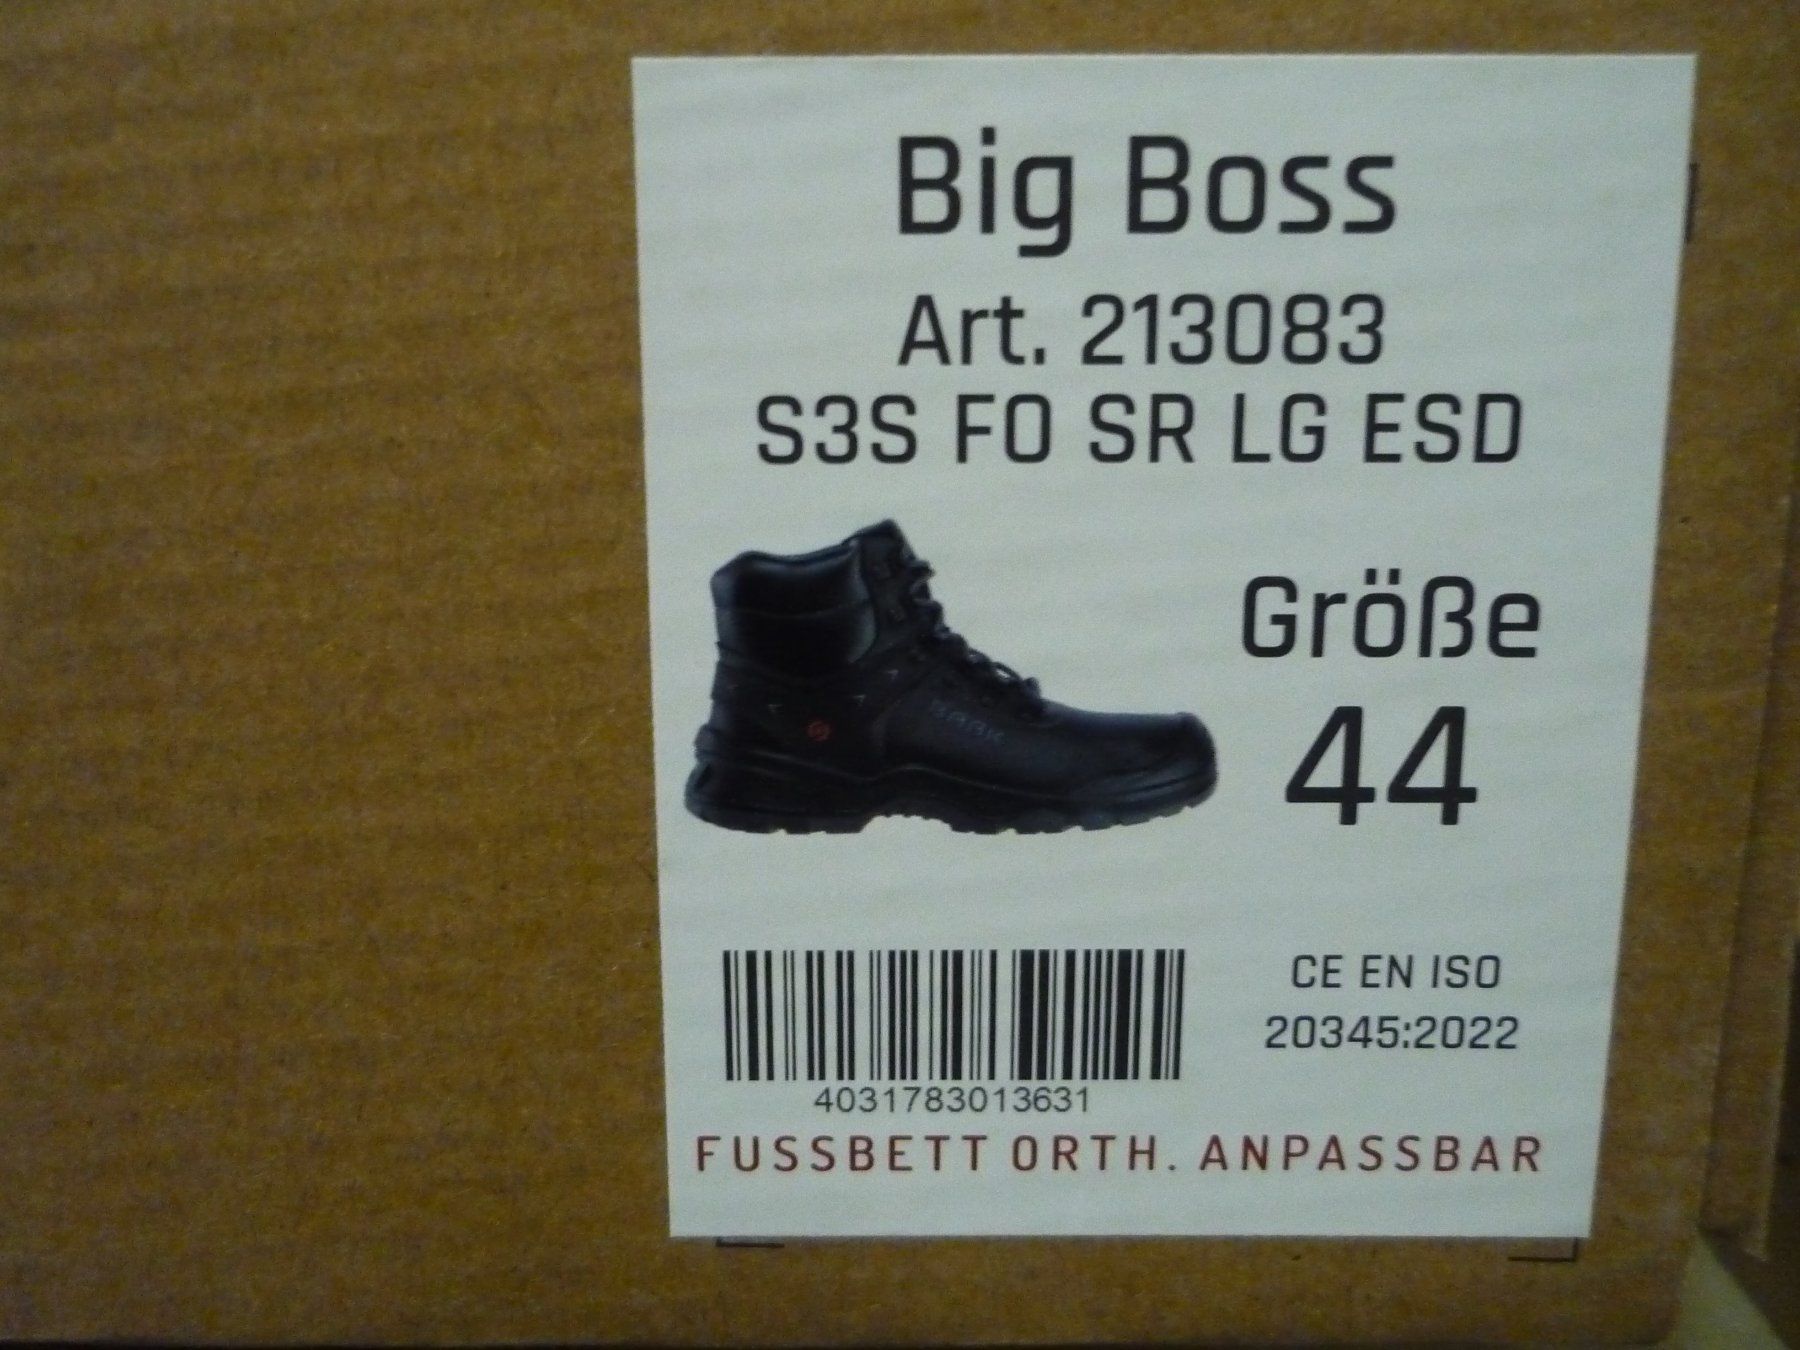 Big Boss
Art. 213083
S3S FO SR LG ESD
Größe
44
BAAK
CE EN ISO
20345:2022
4031783013631
FUSSBETT ORTH. ANPASSBAR